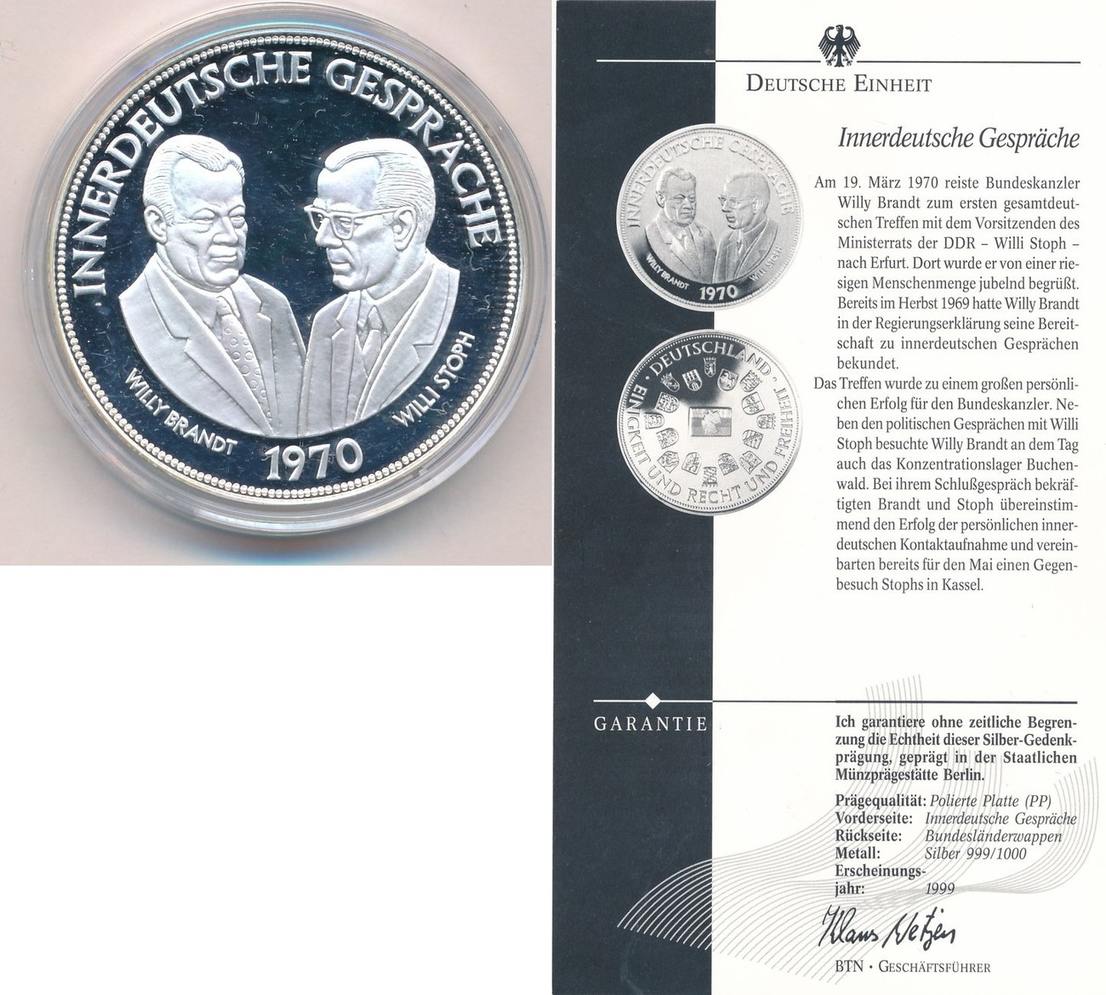 INNERDEUTSCHE GESPRÄCHE
WILLY BRANDT
WILLI STOPH
1970
DEUTSCHE EINHEIT
Innerdeutsche Gespräche
INNERDEUTSCHE GESPRÄCHE
WILLY BRANDT
WILLI STOPH
1970
· DEUTSCHLAND ·
EINIGKEIT UND RECHT UND FREIHEIT
Am 19. März 1970 reiste Bundeskanzler
Willy Brandt zum ersten gesamtdeut-
schen Treffen mit dem Vorsitzenden des
Ministerrats der DDR – Willi Stoph –
nach Erfurt. Dort wurde er von einer rie-
sigen Menschenmenge jubelnd begrüßt.
Bereits im Herbst 1969 hatte Willy Brandt
in der Regierungserklärung seine Bereit-
schaft zu innerdeutschen Gesprächen
bekundet.
Das Treffen wurde zu einem großen persönli-
chen Erfolg für den Bundeskanzler. Ne-
ben den politischen Gesprächen mit Willi
Stoph besuchte Willy Brandt an dem Tag
auch das Konzentrationslager Buchen-
wald. Bei ihrem Schlußgespräch bekräf-
tigten Brandt und Stoph übereinstim-
mend den Erfolg der persönlichen inner-
deutschen Kontaktaufnahme und verein-
barten bereits für den Mai einen Gegen-
besuch Stophs in Kassel.
GARANTIE
Ich garantiere ohne zeitliche Begren-
zung die Echtheit dieser Silber-Gedenk-
prägung, geprägt in der Staatlichen
Münzprägestätte Berlin.
Prägequalität: Polierte Platte (PP)
Vorderseite: Innerdeutsche Gespräche
Rückseite: Bundesländerwappen
Metall: Silber 999/1000
Erscheinungs-
jahr: 1999
BTN · GESCHÄFTSFÜHRER